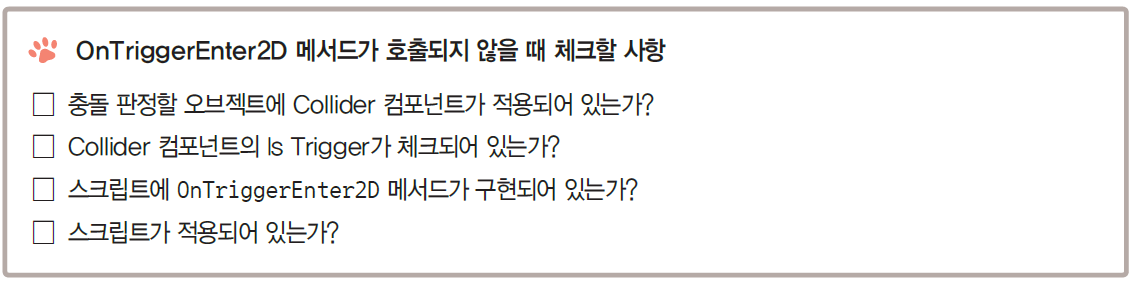 OnTriggerEnter2D 메서드가 호출되지 않을 때 체크할 사항
□ 충돌 판정할 오브젝트에 Collider 컴포넌트가 적용되어 있는가?
□ Collider 컴포넌트의 Is Trigger가 체크되어 있는가?
□ 스크립트에 OnTriggerEnter2D 메서드가 구현되어 있는가?
□ 스크립트가 적용되어 있는가?